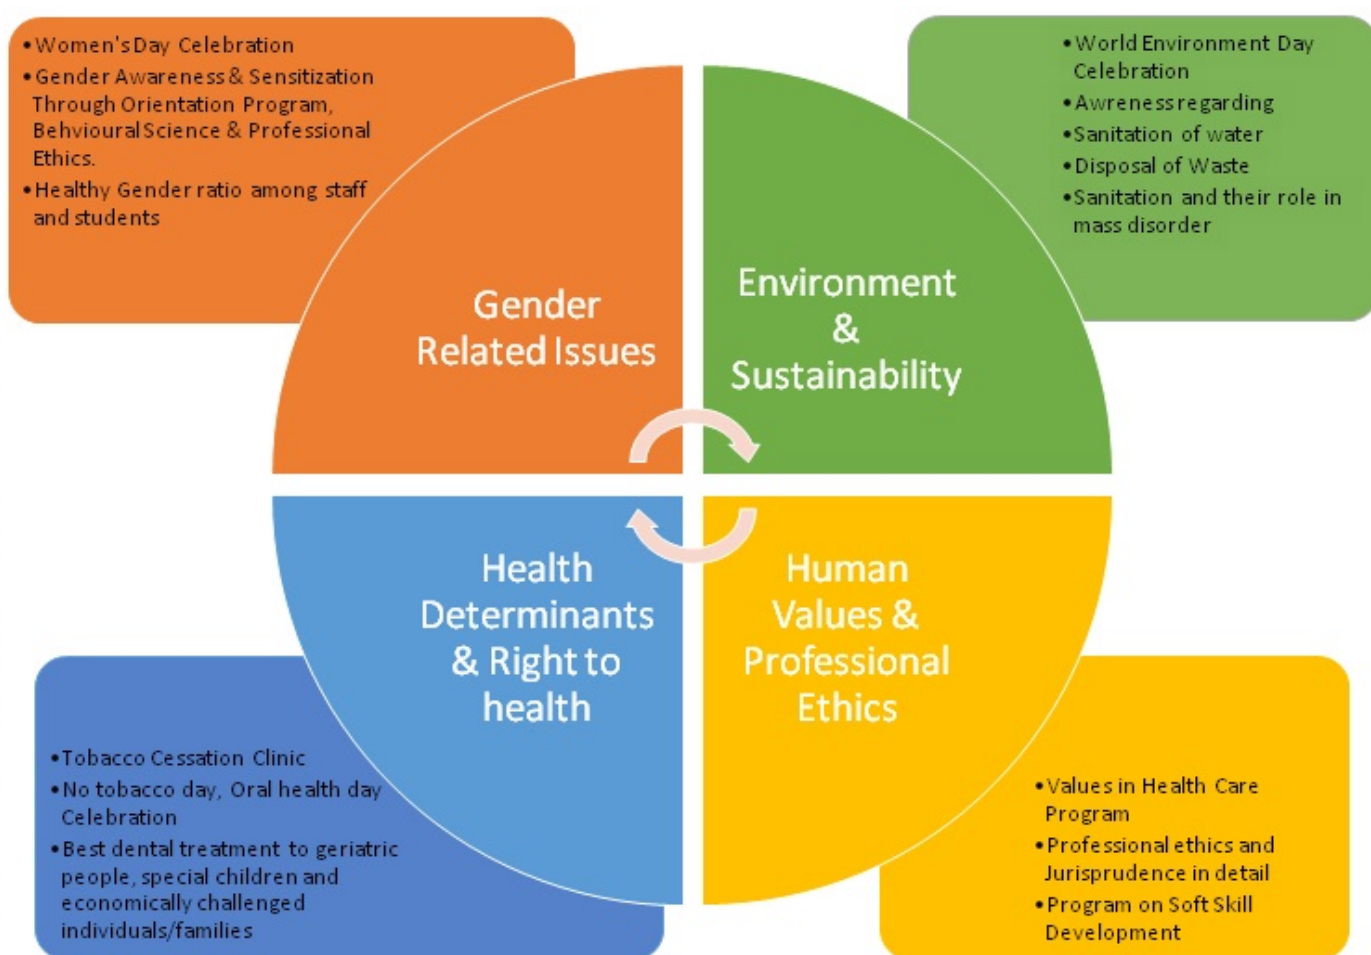 •Women's Day Celebration
•Gender Awareness & Sensitization
Through Orientation Program,
Behvioural Science & Professional
Ethics.
•Healthy Gender ratio among staff
and students
•World Environment Day
Celebration
•Awreness regarding
•Sanitation of water
•Disposal of Waste
•Sanitation and their role in
mass disorder
Gender
Related Issues
Environment
&
Sustainability
Health
Determinants
& Right to
health
Human
Values &
Professional
Ethics
•Tobacco Cessation Clinic
•No tobacco day, Oral health day
Celebration
•Best dental treatment to geriatric
people, special children and
economically challenged
individuals/families
•Values in Health Care
Program
•Professional ethics and
Jurisprudence in detail
•Program on Soft Skill
Development